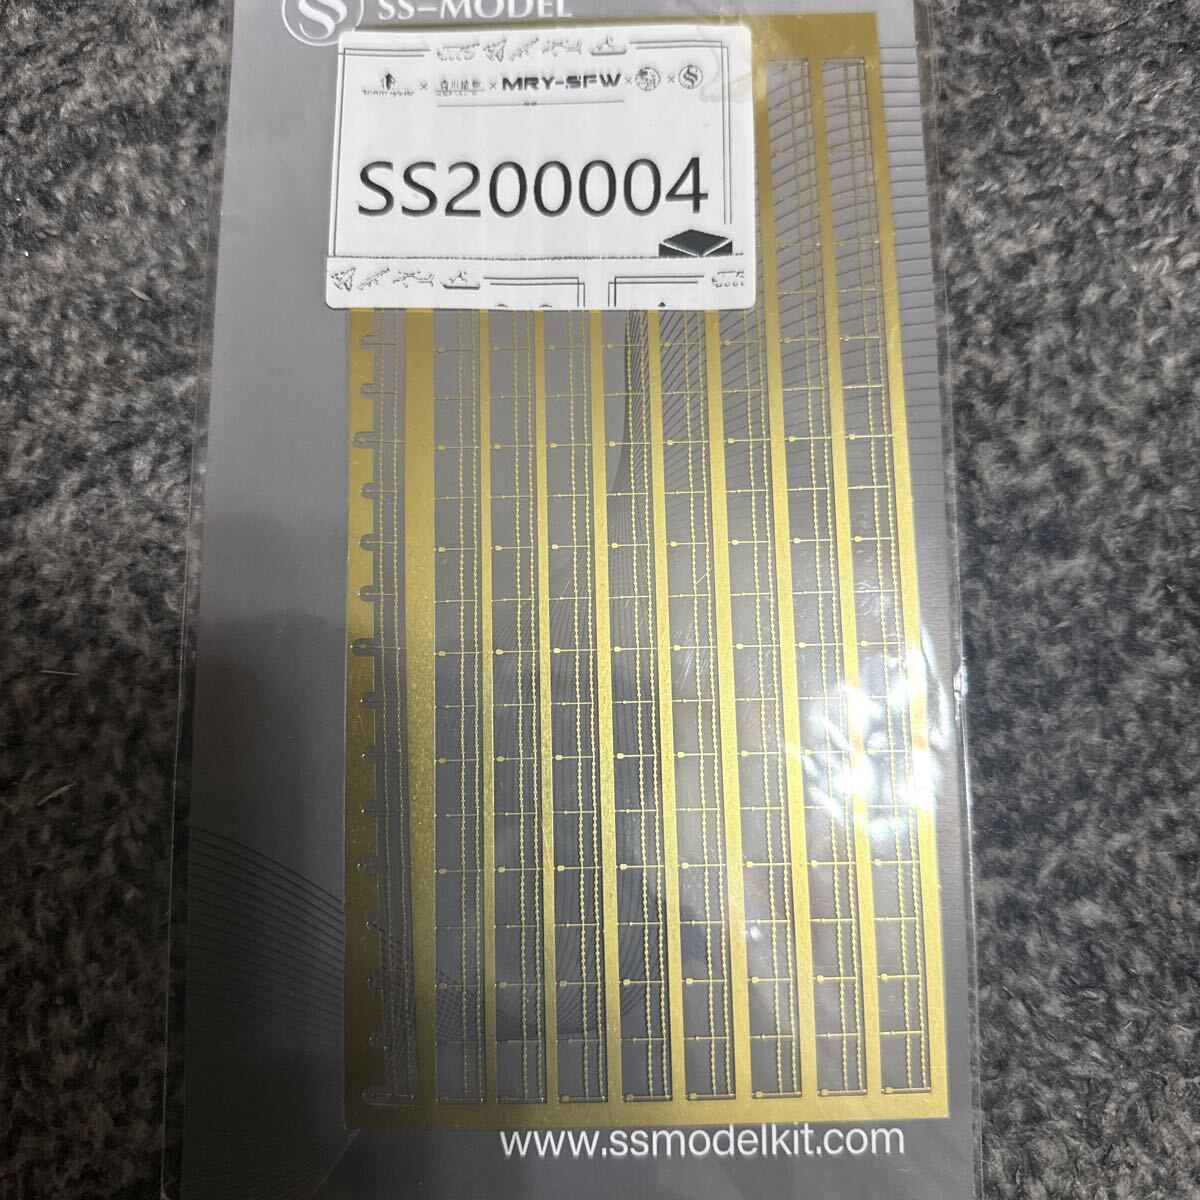 SS-MODEL
MRY-SFW
SS200004
www.ssmodelkit.com